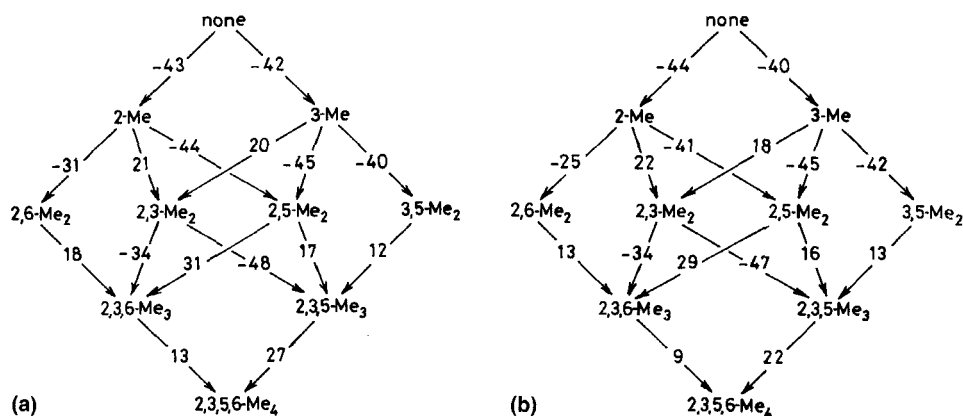 none none
-43 -42 -44 -40
2-Me 3-Me 2-Me 3-Me
-31 21 -44 20 -45 -40 -25 22 -41 18 -45 -42
2,6-Me₂ 2,3-Me₂ 2,5-Me₂ 3,5-Me₂ 2,6-Me₂ 2,3-Me₂ 2,5-Me₂ 3,5-Me₂
18 -34 31 -48 17 12 13 -34 29 -47 16 13
2,3,6-Me₃ 2,3,5-Me₃ 2,3,6-Me₃ 2,3,5-Me₃
13 27 9 22
(a) 2,3,5,6-Me₄ (b) 2,3,5,6-Me₄